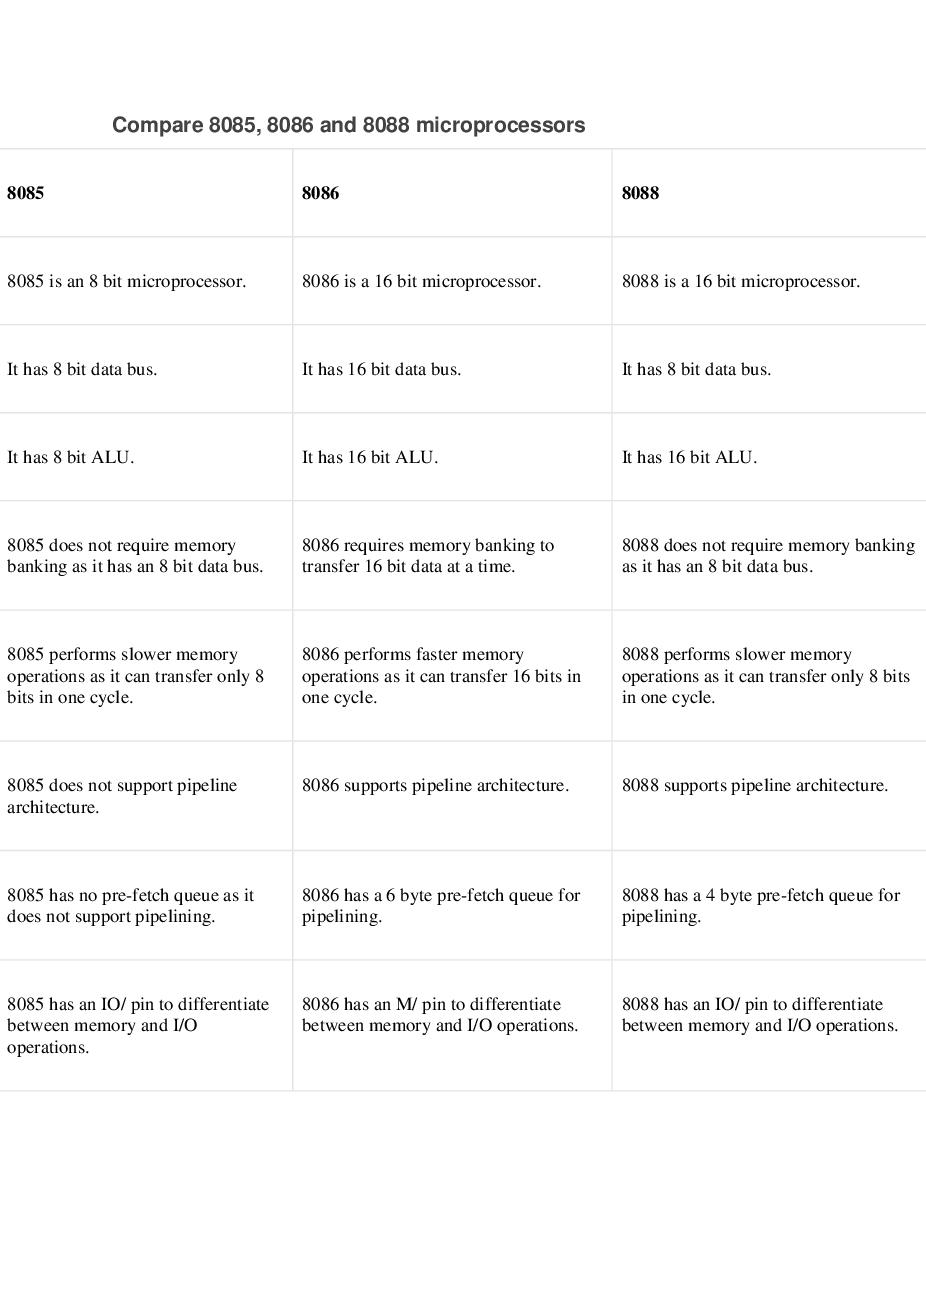 Compare 8085, 8086 and 8088 microprocessors
8085
8086
8088
8085 is an 8 bit microprocessor.
8086 is a 16 bit microprocessor.
8088 is a 16 bit microprocessor.
It has 8 bit data bus.
It has 16 bit data bus.
It has 8 bit data bus.
It has 8 bit ALU.
It has 16 bit ALU.
It has 16 bit ALU.
8085 does not require memory
banking as it has an 8 bit data bus.
8086 requires memory banking to
transfer 16 bit data at a time.
8088 does not require memory banking
as it has an 8 bit data bus.
8085 performs slower memory
operations as it can transfer only 8
bits in one cycle.
8086 performs faster memory
operations as it can transfer 16 bits in
one cycle.
8088 performs slower memory
operations as it can transfer only 8 bits
in one cycle.
8085 does not support pipeline
architecture.
8086 supports pipeline architecture.
8088 supports pipeline architecture.
8085 has no pre-fetch queue as it
does not support pipelining.
8086 has a 6 byte pre-fetch queue for
pipelining.
8088 has a 4 byte pre-fetch queue for
pipelining.
8085 has an IO/ pin to differentiate
between memory and I/O
operations.
8086 has an M/ pin to differentiate
between memory and I/O operations.
8088 has an IO/ pin to differentiate
between memory and I/O operations.